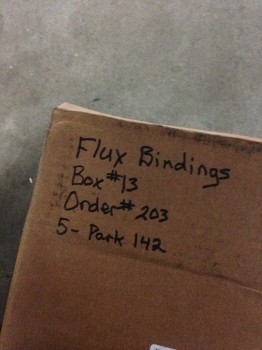 Flux Bindings
Box #13
Order# 203
5- Park 142